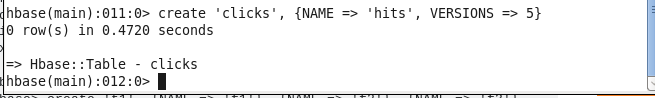 hbase(main):011:0> create 'clicks', {NAME => 'hits', VERSIONS => 5}
0 row(s) in 0.4720 seconds
=> Hbase::Table - clicks
hbase(main):012:0>